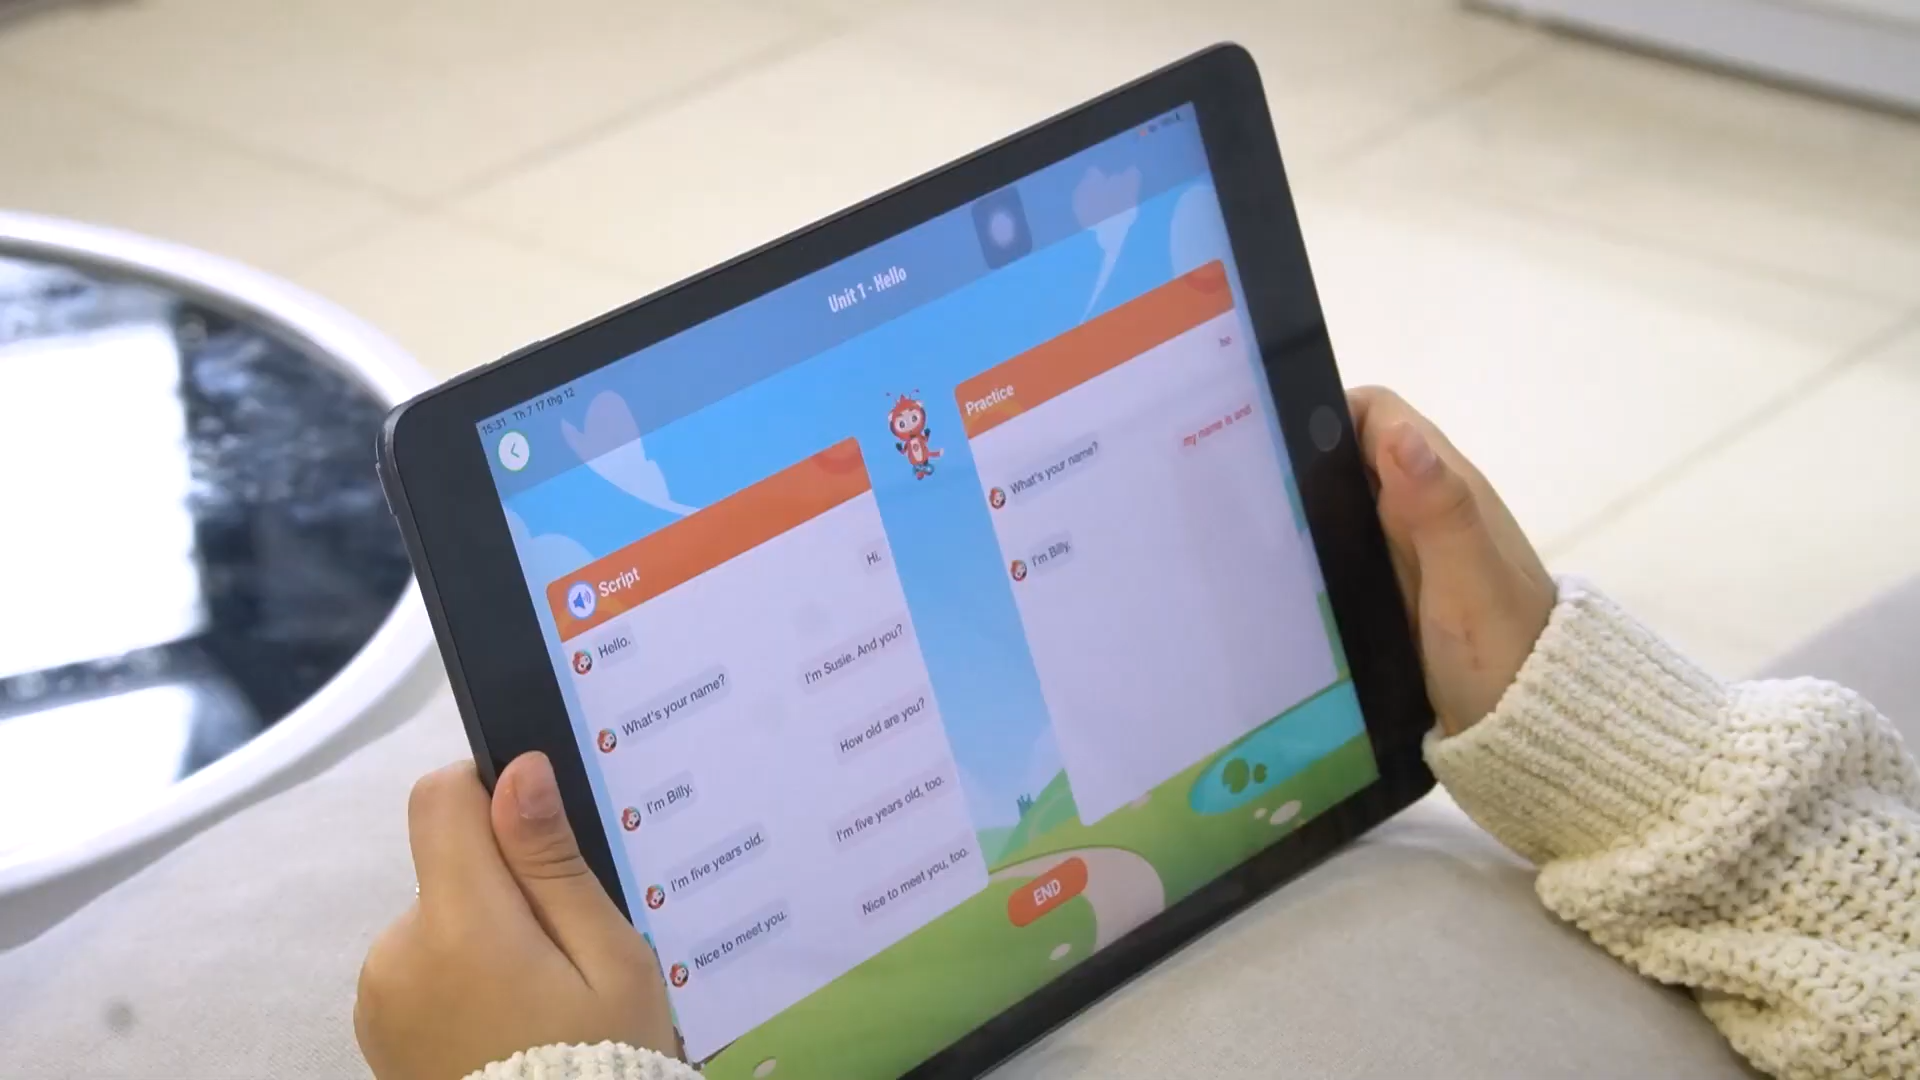 15:31 Th 7 17 thg 12
Unit 1 - Hello
Script
Hi.
Hello.
I'm Susie. And you?
What's your name?
How old are you?
I'm Billy.
I'm five years old, too.
I'm five years old.
Nice to meet you, too.
Nice to meet you.
Practice
he
my name is and
What's your name?
I'm Billy.
END